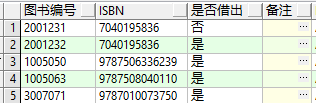 图书编号 ISBN 是否借出 备注
1 2001231 7040195836 否 ...
2 2001232 7040195836 是 ...
3 1005050 9787506336239 是 ...
4 1005063 9787508040110 是 ...
5 3007071 9787010073750 是 ...